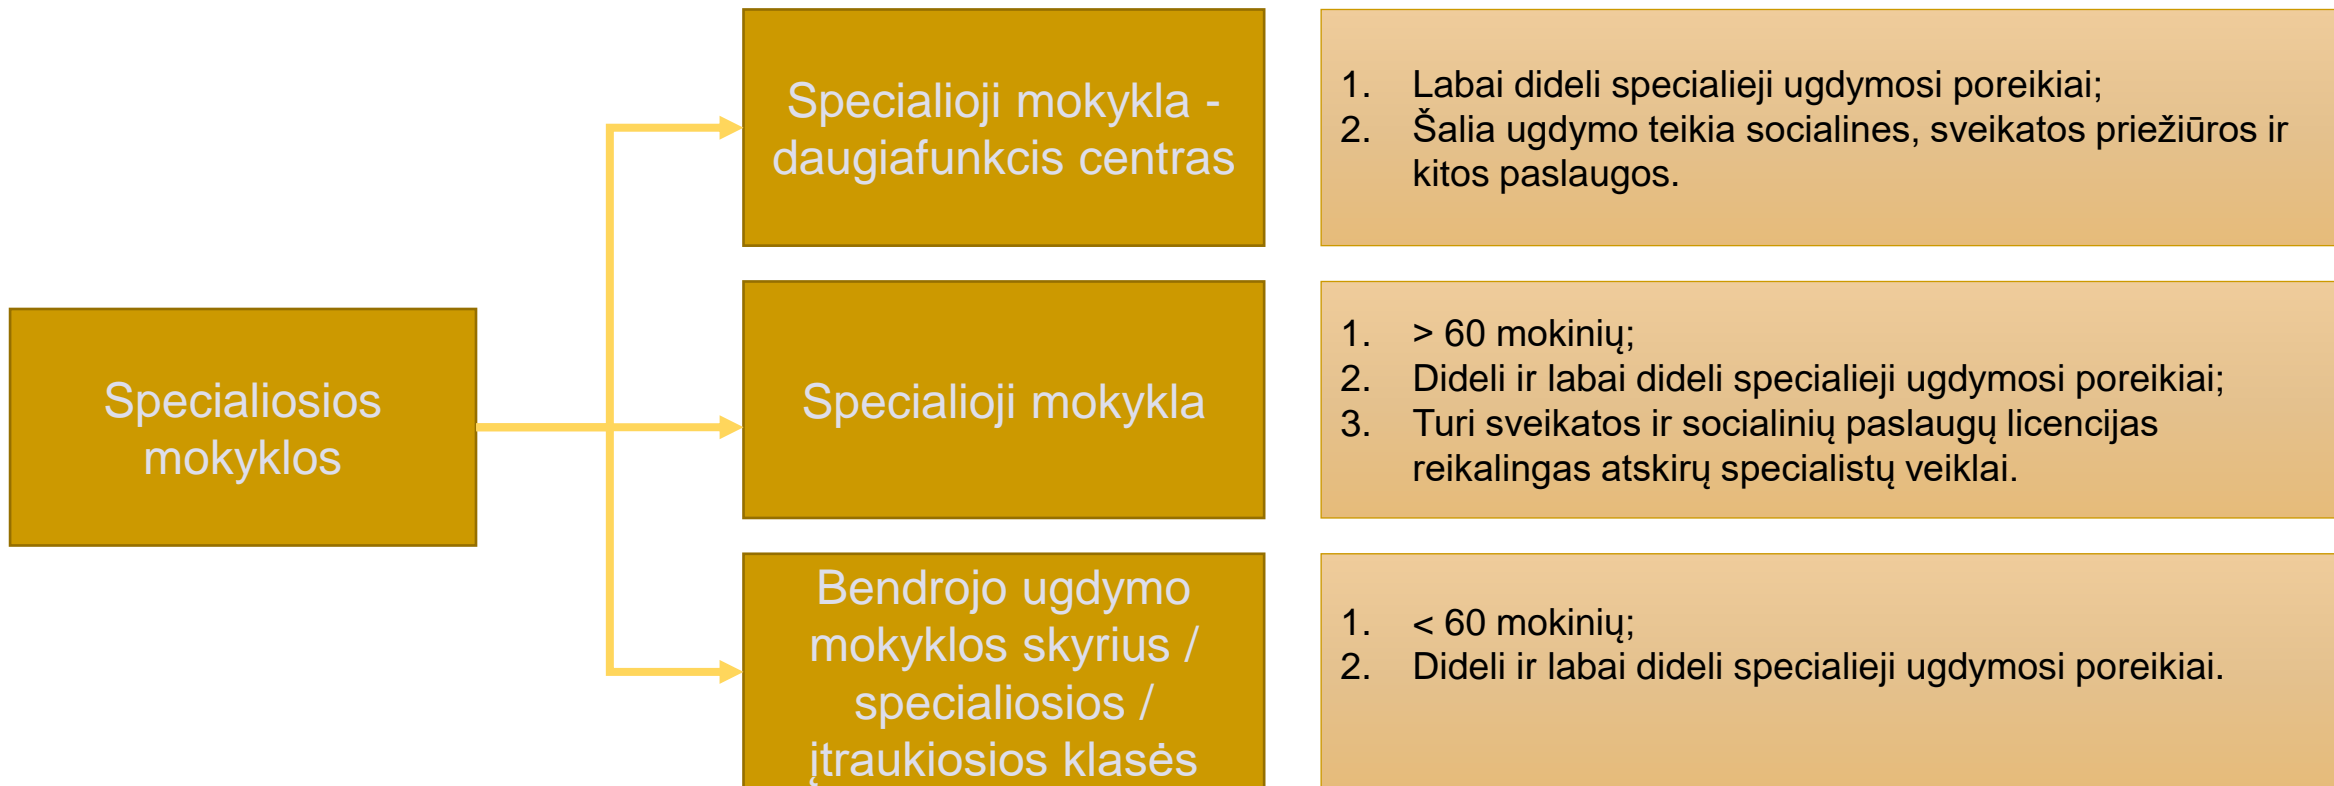 Specialiosios
mokyklos
Specialioji mokykla -
daugiafunkcis centras
1. Labai dideli specialieji ugdymosi poreikiai;
2. Šalia ugdymo teikia socialines, sveikatos priežiūros ir
kitos paslaugos.
Specialioji mokykla
1. > 60 mokinių;
2. Dideli ir labai dideli specialieji ugdymosi poreikiai;
3. Turi sveikatos ir socialinių paslaugų licencijas
reikalingas atskirų specialistų veiklai.
Bendrojo ugdymo
mokyklos skyrius /
specialiosios /
įtraukiosios klasės
1. < 60 mokinių;
2. Dideli ir labai dideli specialieji ugdymosi poreikiai.